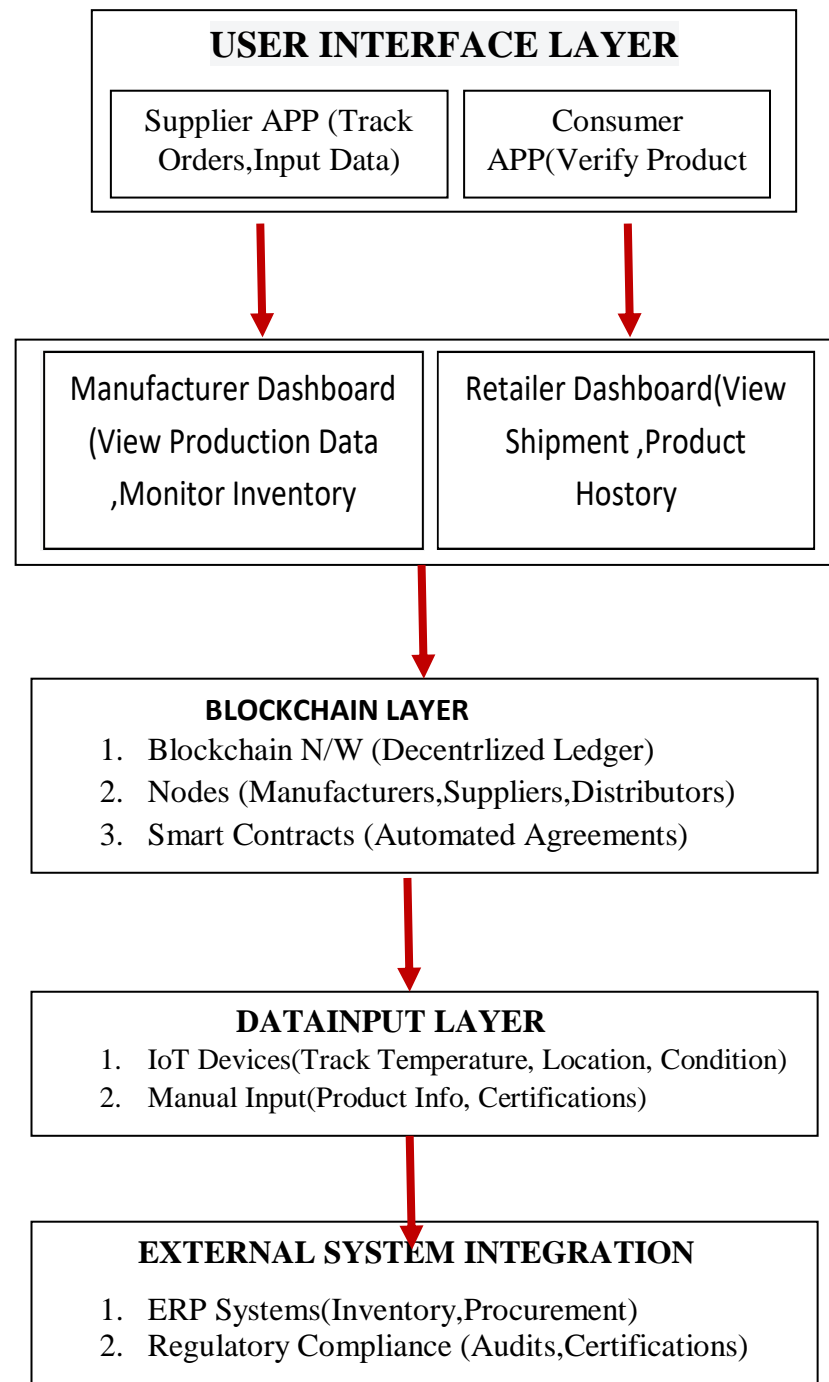 USER INTERFACE LAYER
Supplier APP (Track
Orders,Input Data)
Consumer
APP(Verify Product
Manufacturer Dashboard
(View Production Data
,Monitor Inventory
Retailer Dashboard(View
Shipment ,Product
Hostory
BLOCKCHAIN LAYER
1. Blockchain N/W (Decentrlized Ledger)
2. Nodes (Manufacturers,Suppliers,Distributors)
3. Smart Contracts (Automated Agreements)
DATAINPUT LAYER
1. IoT Devices(Track Temperature, Location, Condition)
2. Manual Input(Product Info, Certifications)
EXTERNAL SYSTEM INTEGRATION
1. ERP Systems(Inventory,Procurement)
2. Regulatory Compliance (Audits,Certifications)